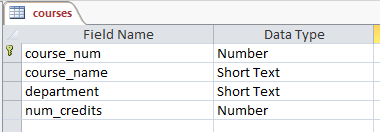 courses
Field Name Data Type
course_num Number
course_name Short Text
department Short Text
num_credits Number